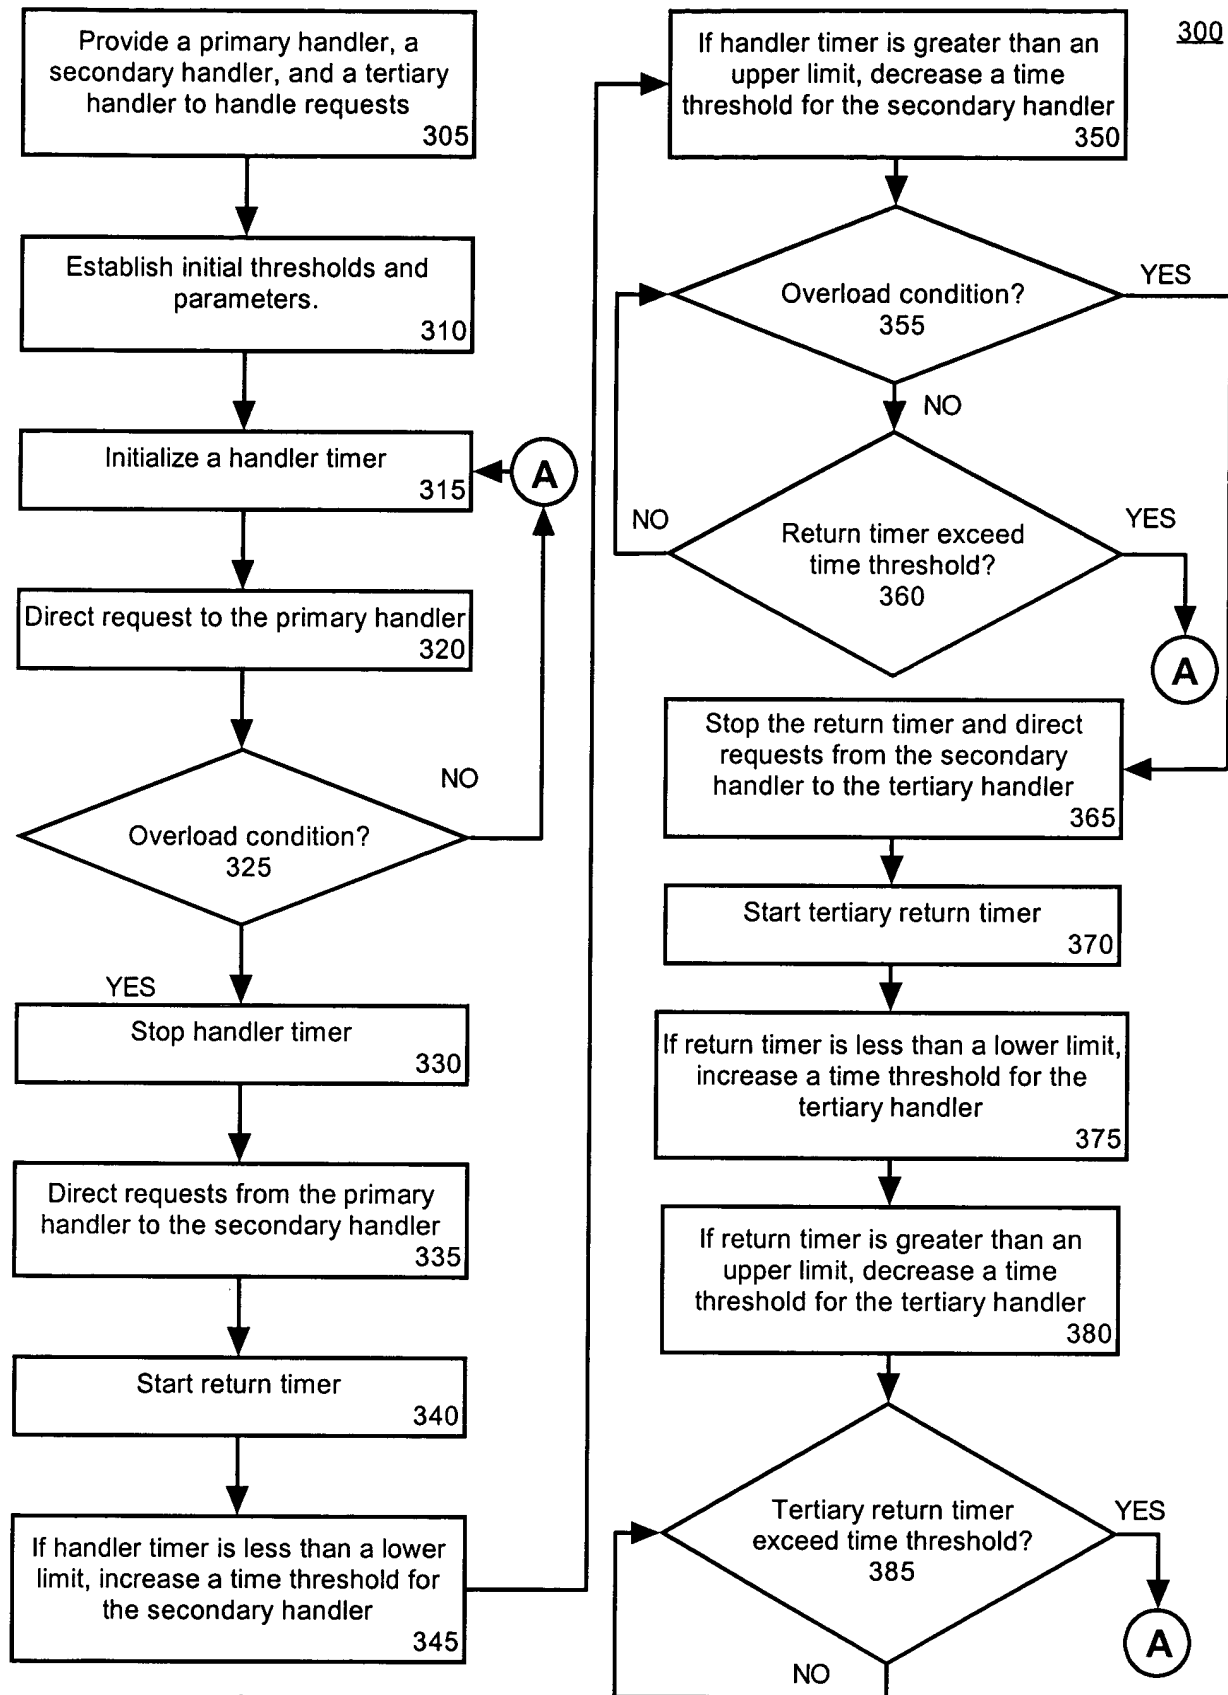 300
Provide a primary handler, a
secondary handler, and a tertiary
handler to handle requests
305
Establish initial thresholds and
parameters.
310
Initialize a handler timer
315
A
Direct request to the primary handler
320
NO
Overload condition?
325
YES
Stop handler timer
330
Direct requests from the primary
handler to the secondary handler
335
Start return timer
340
If handler timer is less than a lower
limit, increase a time threshold for
the secondary handler
345
If handler timer is greater than an
upper limit, decrease a time
threshold for the secondary handler
350
YES
Overload condition?
355
NO
NO
YES
Return timer exceed
time threshold?
360
A
Stop the return timer and direct
requests from the secondary
handler to the tertiary handler
365
Start tertiary return timer
370
If return timer is less than a lower limit,
increase a time threshold for the
tertiary handler
375
If return timer is greater than an
upper limit, decrease a time
threshold for the tertiary handler
380
Tertiary return timer
exceed time threshold?
385
YES
A
NO